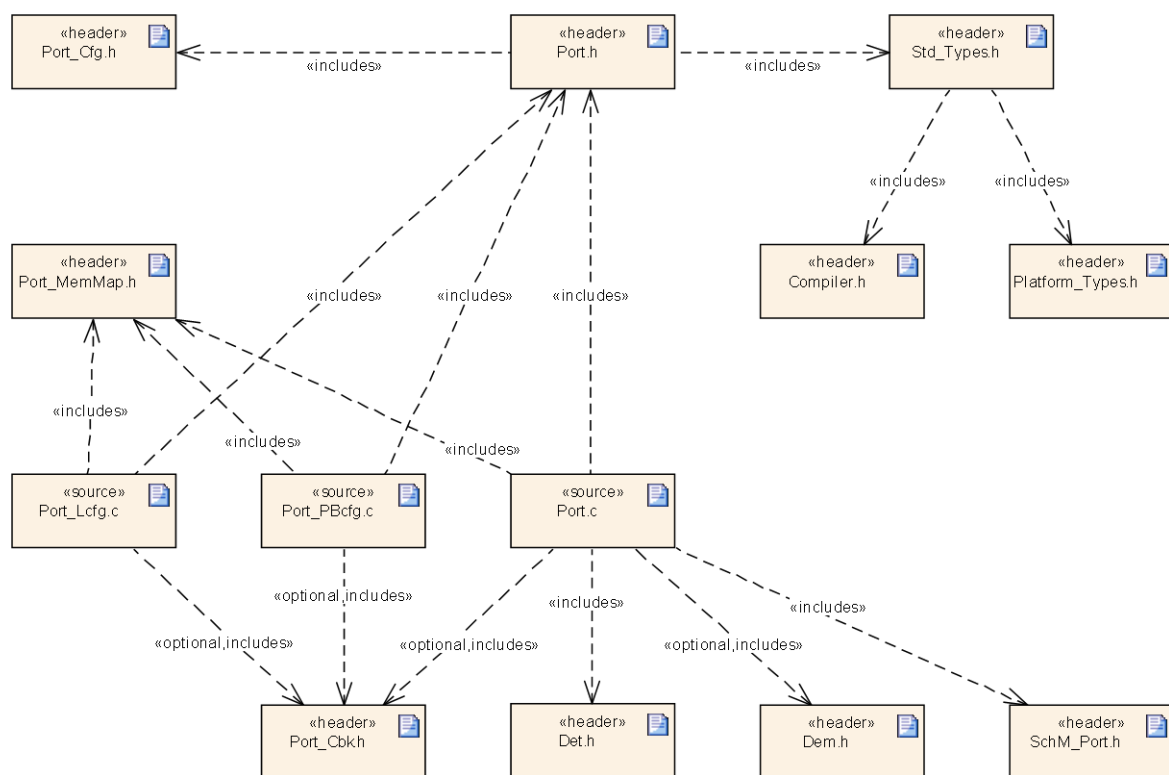 «header»
Port_Cfg.h
«header»
Port.h
«header»
Std_Types.h
«includes»
«includes»
«includes»
«includes»
«header»
Port_MemMap.h
«header»
Compiler.h
«header»
Platform_Types.h
«includes»
«includes»
«includes»
«includes»
«includes»
«includes»
«source»
Port_Lcfg.c
«source»
Port_PBcfg.c
«source»
Port.c
«optional,includes»
«includes»
«includes»
«optional,includes»
«optional,includes»
«optional,includes»
«header»
Port_Cbk.h
«header»
Det.h
«header»
Dem.h
«header»
SchM_Port.h